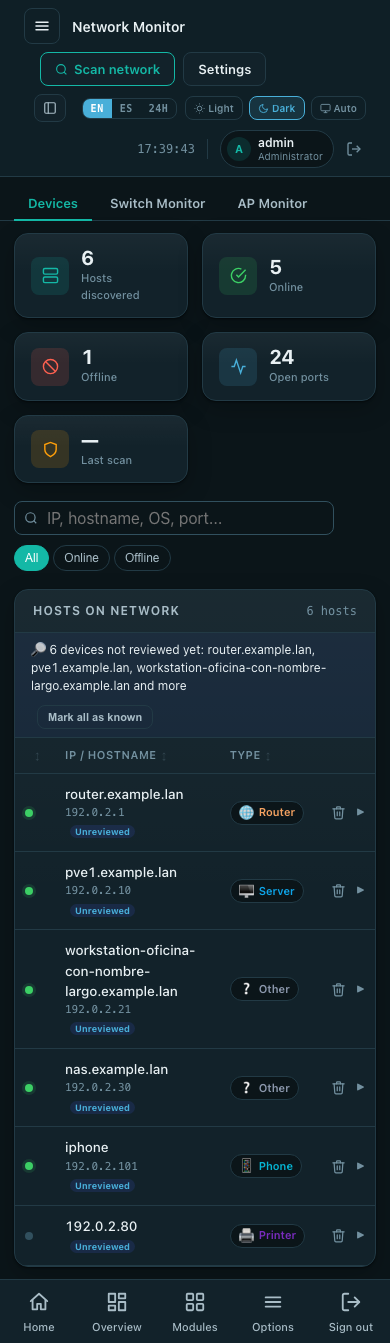 Network Monitor
Scan network
Settings
EN ES 24H
Light
Dark
Auto
17:39:43
A
admin
Administrator
Devices
Switch Monitor
AP Monitor
6
Hosts
discovered
5
Online
1
Offline
24
Open ports
—
Last scan
IP, hostname, OS, port...
All
Online
Offline
HOSTS ON NETWORK
6 hosts
6 devices not reviewed yet: router.example.lan,
pve1.example.lan, workstation-oficina-con-nombre-
largo.example.lan and more
Mark all as known
IP / HOSTNAME
TYPE
router.example.lan
192.0.2.1
Unreviewed
Router
pve1.example.lan
192.0.2.10
Unreviewed
Server
workstation-oficina-
con-nombre-
largo.example.lan
192.0.2.21
Unreviewed
? Other
nas.example.lan
192.0.2.30
Unreviewed
? Other
iphone
192.0.2.101
Unreviewed
Phone
192.0.2.80
Unreviewed
Printer
Home
Overview
Modules
Options
Sign out